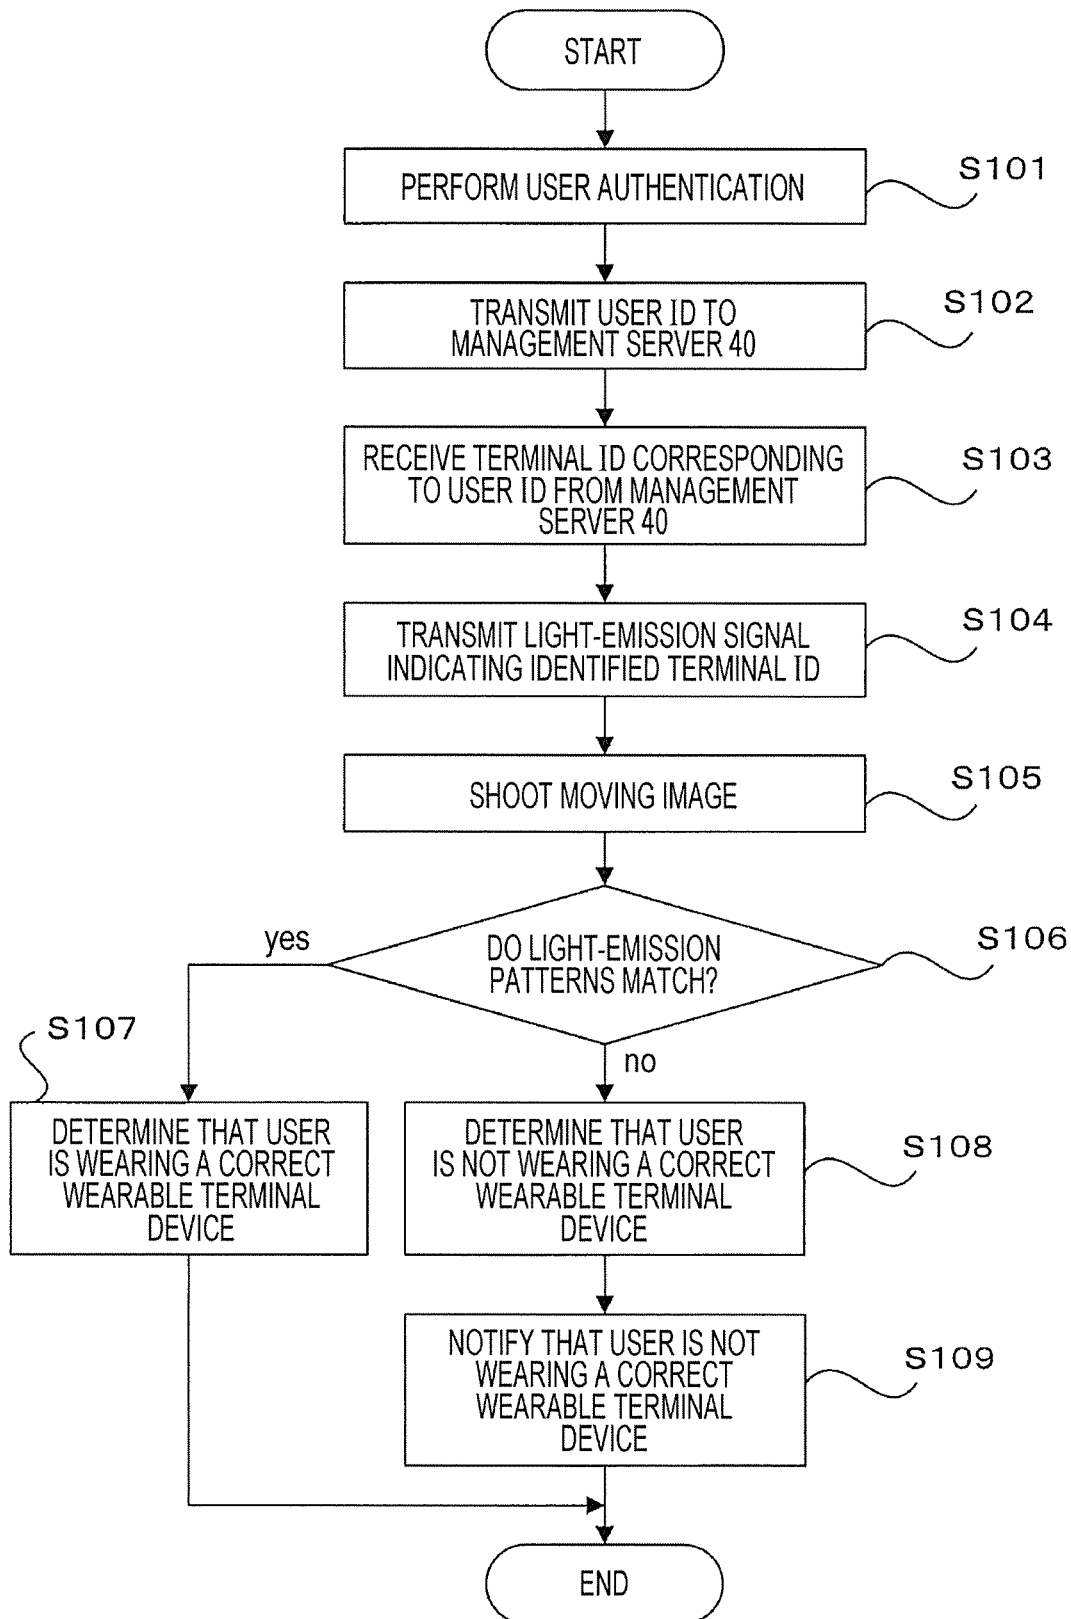 START
PERFORM USER AUTHENTICATION
S101
TRANSMIT USER ID TO
MANAGEMENT SERVER 40
S102
RECEIVE TERMINAL ID CORRESPONDING
TO USER ID FROM MANAGEMENT
SERVER 40
S103
TRANSMIT LIGHT-EMISSION SIGNAL
INDICATING IDENTIFIED TERMINAL ID
S104
SHOOT MOVING IMAGE
S105
DO LIGHT-EMISSION
PATTERNS MATCH?
S106
yes
no
S107
DETERMINE THAT USER
IS WEARING A CORRECT
WEARABLE TERMINAL
DEVICE
DETERMINE THAT USER
IS NOT WEARING A CORRECT
WEARABLE TERMINAL
DEVICE
S108
NOTIFY THAT USER IS NOT
WEARING A CORRECT
WEARABLE TERMINAL
DEVICE
S109
END